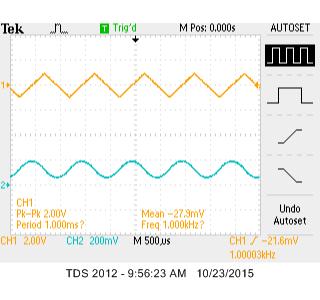 Tek T Trig'd M Pos: 0.000s AUTOSET
1
2
CH1
Pk-Pk 2.00V Mean -27.9mV
Period 1.000ms? Freq 1.000kHz?
Undo
Autoset
CH1 2.00V CH2 200mV M 500µs CH1 / -21.6mV
1.00003kHz
TDS 2012 - 9:56:23 AM 10/23/2015